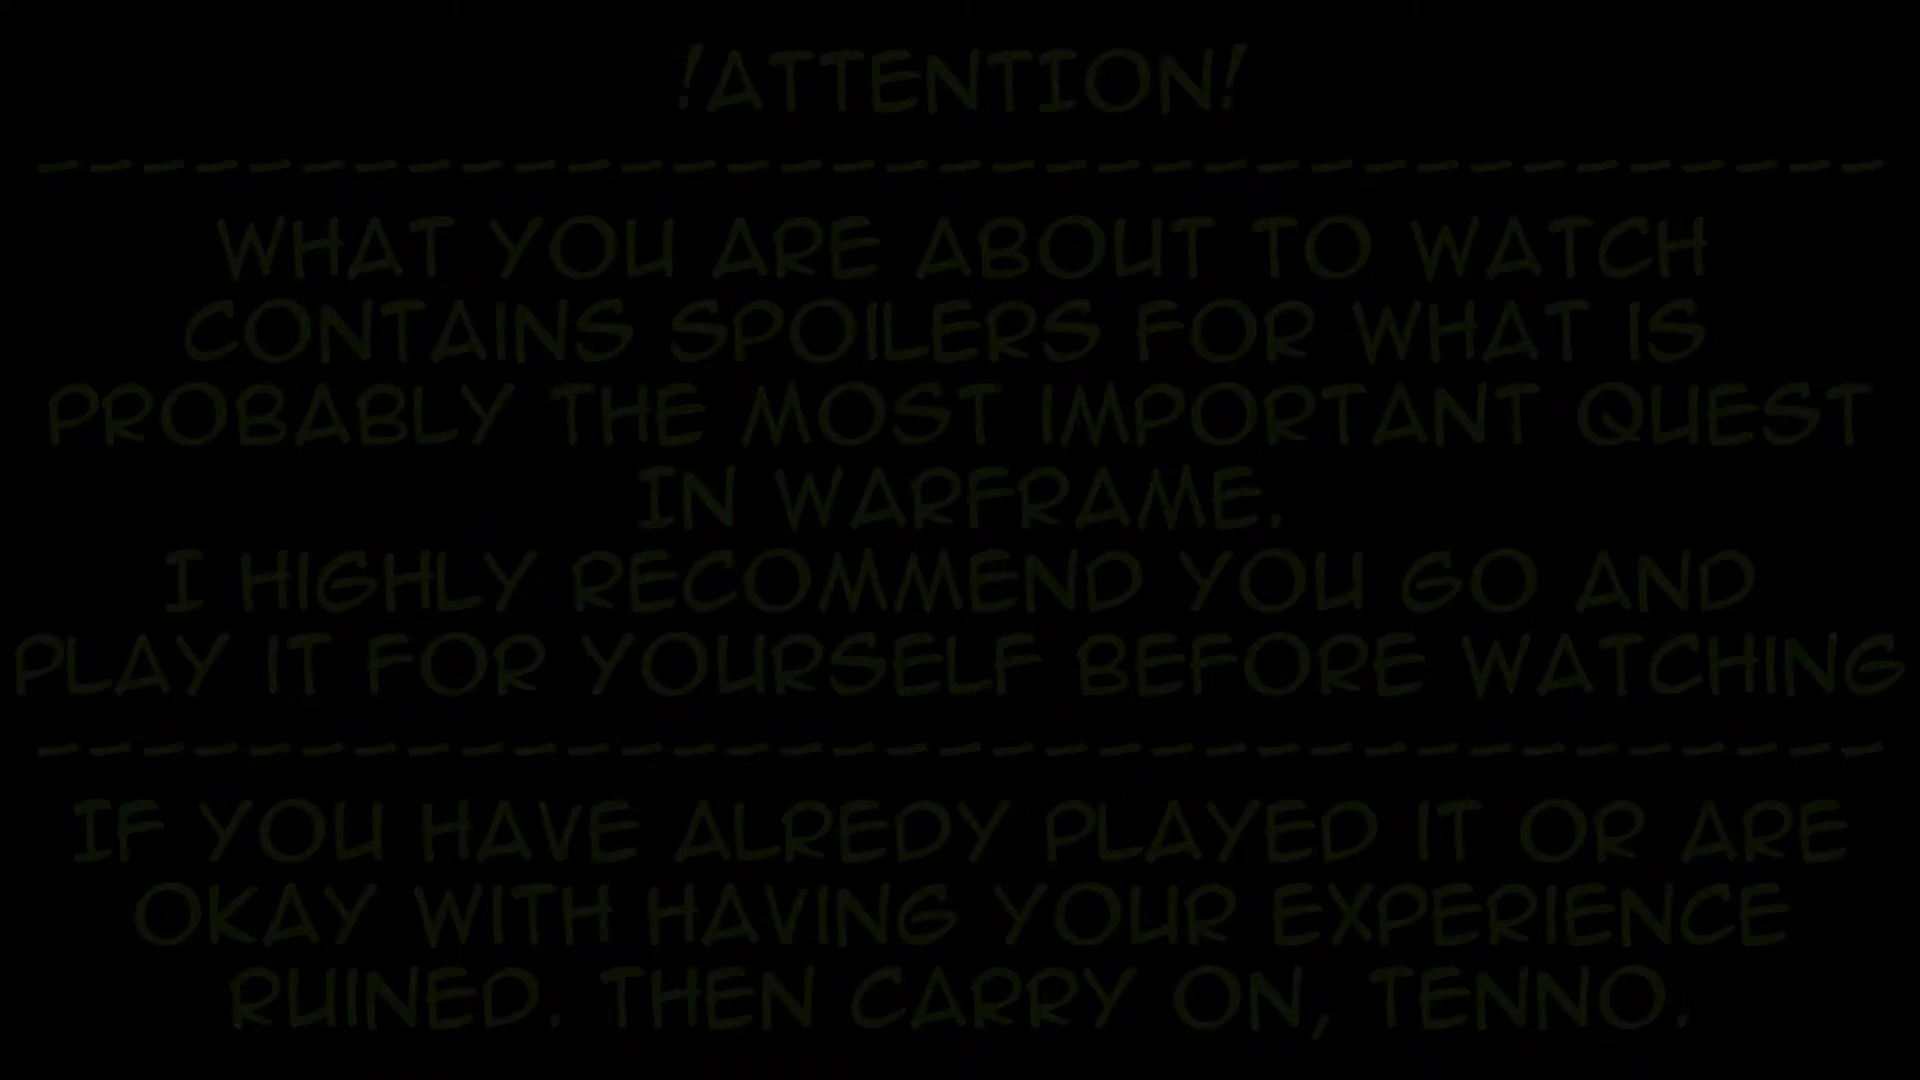 !ATTENTION!
-----------------------------------
WHAT YOU ARE ABOUT TO WATCH
CONTAINS SPOILERS FOR WHAT IS
PROBABLY THE MOST IMPORTANT QUEST
IN WARFRAME.
I HIGHLY RECOMMEND YOU GO AND
PLAY IT FOR YOURSELF BEFORE WATCHING
-----------------------------------
IF YOU HAVE ALREDY PLAYED IT OR ARE
OKAY WITH HAVING YOUR EXPERIENCE
RUINED. THEN CARRY ON, TENNO.